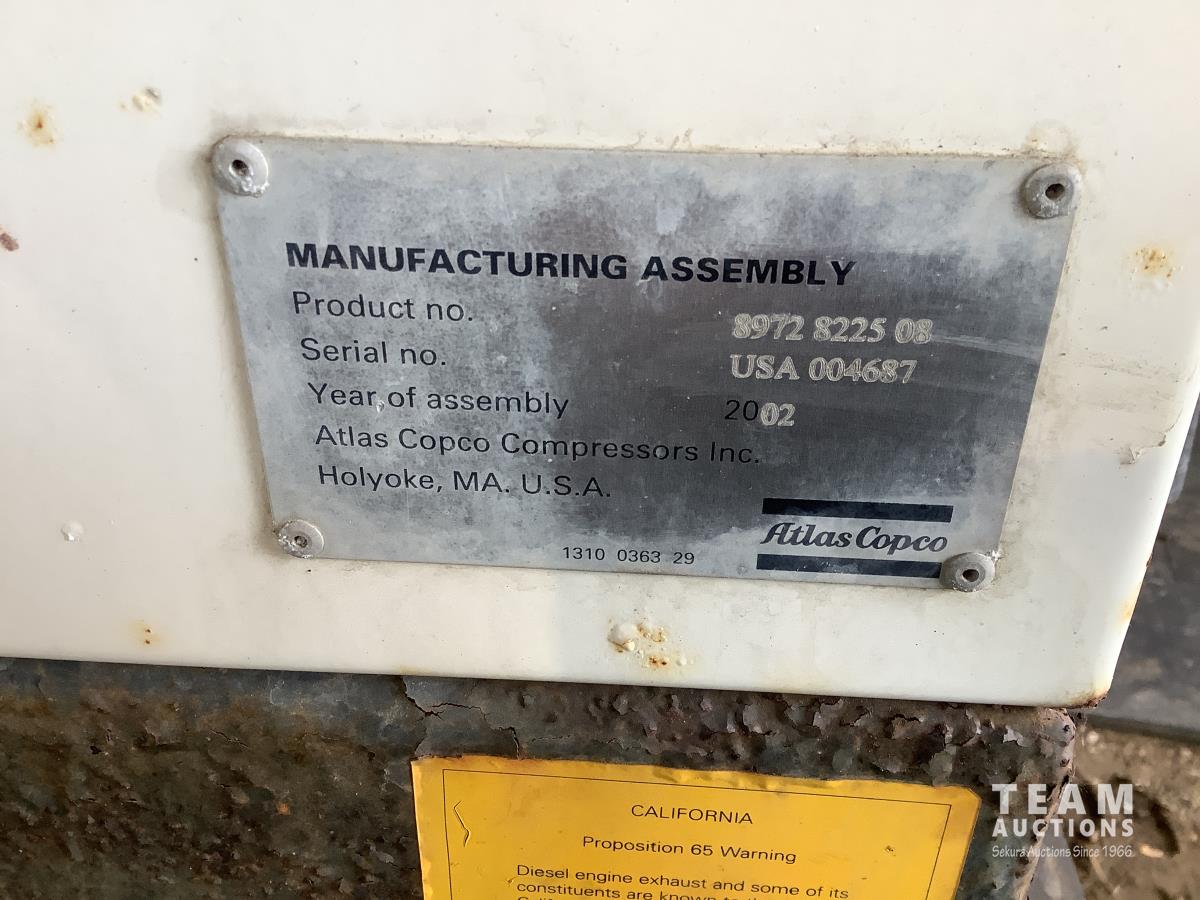 MANUFACTURING ASSEMBLY
Product no. 8972 8225 08
Serial no. USA 004687
Year of assembly 2002
Atlas Copco Compressors Inc.
Holyoke, MA. U.S.A.
1310 0363 29
Atlas Copco
CALIFORNIA
Proposition 65 Warning
Diesel engine exhaust and some of its
constituents are known to
TEAM
AUCTIONS
Sekura Auctions Since 1966